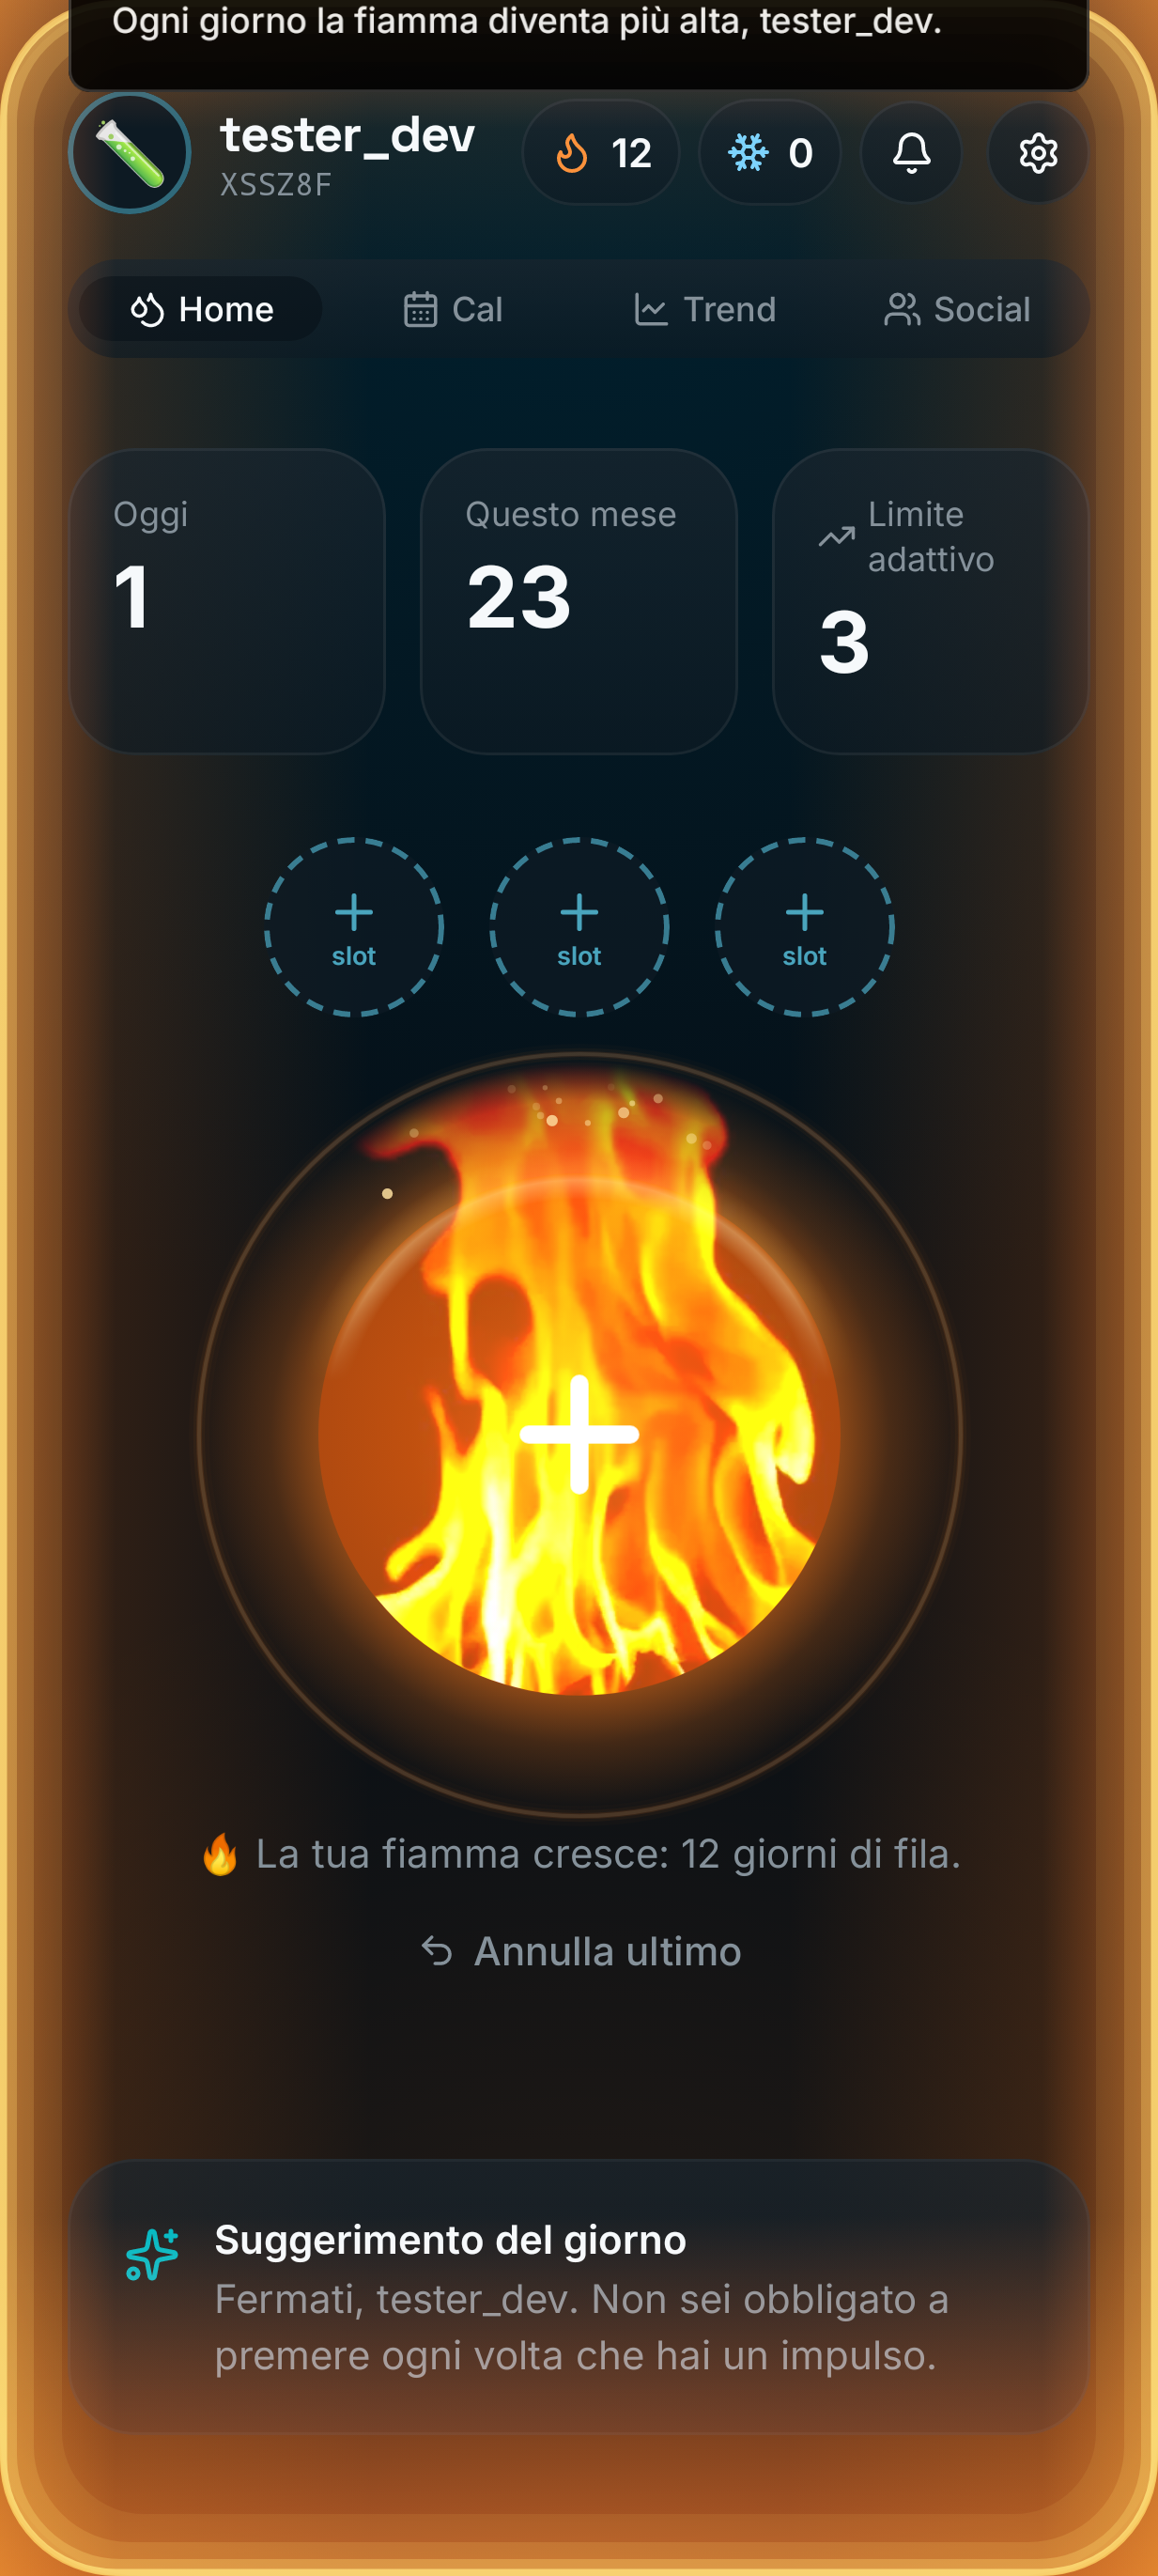 Ogni giorno la fiamma diventa più alta, tester_dev.
tester_dev
XSSZ8F
12
0
Home
Cal
Trend
Social
Oggi
1
Questo mese
23
Limite
adattivo
3
slot
slot
slot
La tua fiamma cresce: 12 giorni di fila.
Annulla ultimo
Suggerimento del giorno
Fermati, tester_dev. Non sei obbligato a
premere ogni volta che hai un impulso.